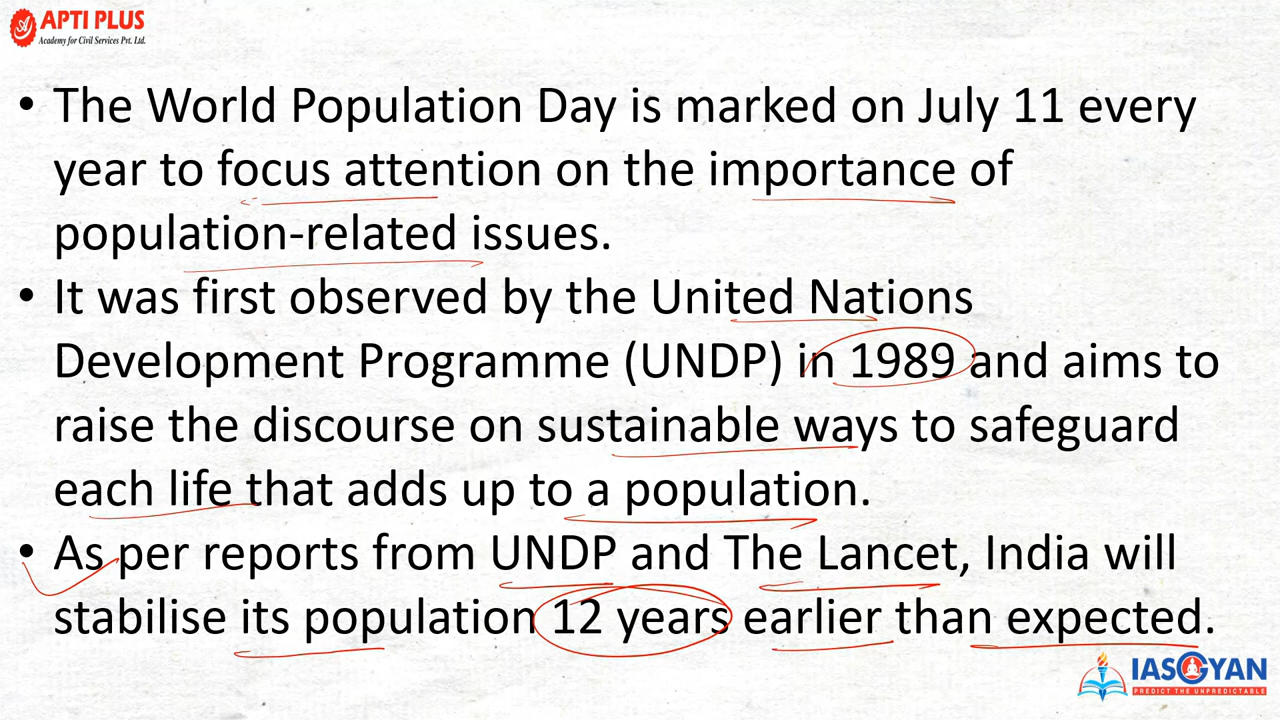 APTI PLUS
Academy for Civil Services Pvt. Ltd.
• The World Population Day is marked on July 11 every
year to focus attention on the importance of
population-related issues.
• It was first observed by the United Nations
Development Programme (UNDP) in 1989 and aims to
raise the discourse on sustainable ways to safeguard
each life that adds up to a population.
• As per reports from UNDP and The Lancet, India will
stabilise its population 12 years earlier than expected.
IASGYAN
PREDICT THE UNPREDICTABLE